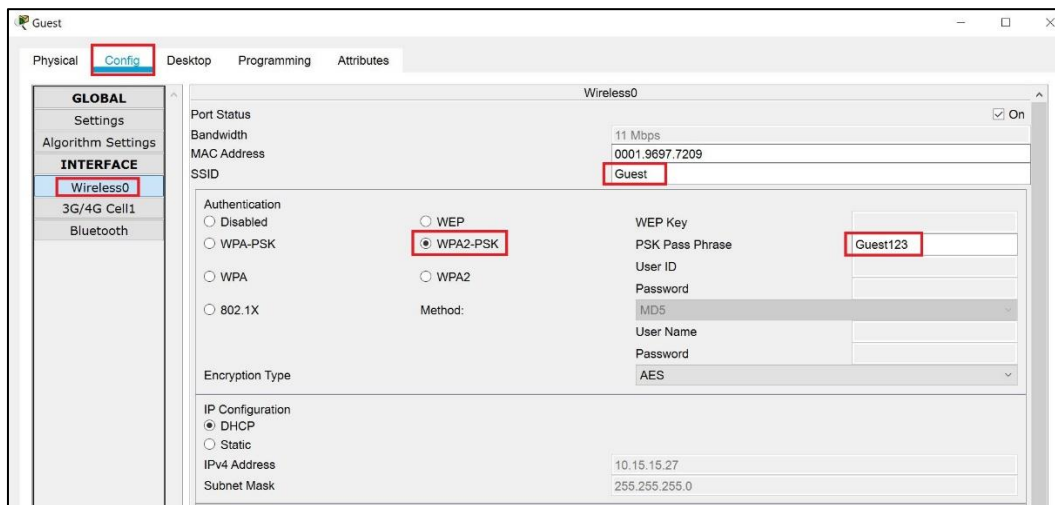 Guest
Physical Config Desktop Programming Attributes
GLOBAL
Settings
Algorithm Settings
INTERFACE
Wireless0
3G/4G Cell1
Bluetooth
Wireless0
Port Status On
Bandwidth 11 Mbps
MAC Address 0001.9697.7209
SSID Guest
Authentication
Disabled WEP WEP Key
WPA-PSK WPA2-PSK PSK Pass Phrase Guest123
User ID
WPA WPA2
Password
802.1X Method: MD5
User Name
Password
Encryption Type AES
IP Configuration
DHCP
Static
IPv4 Address 10.15.15.27
Subnet Mask 255.255.255.0